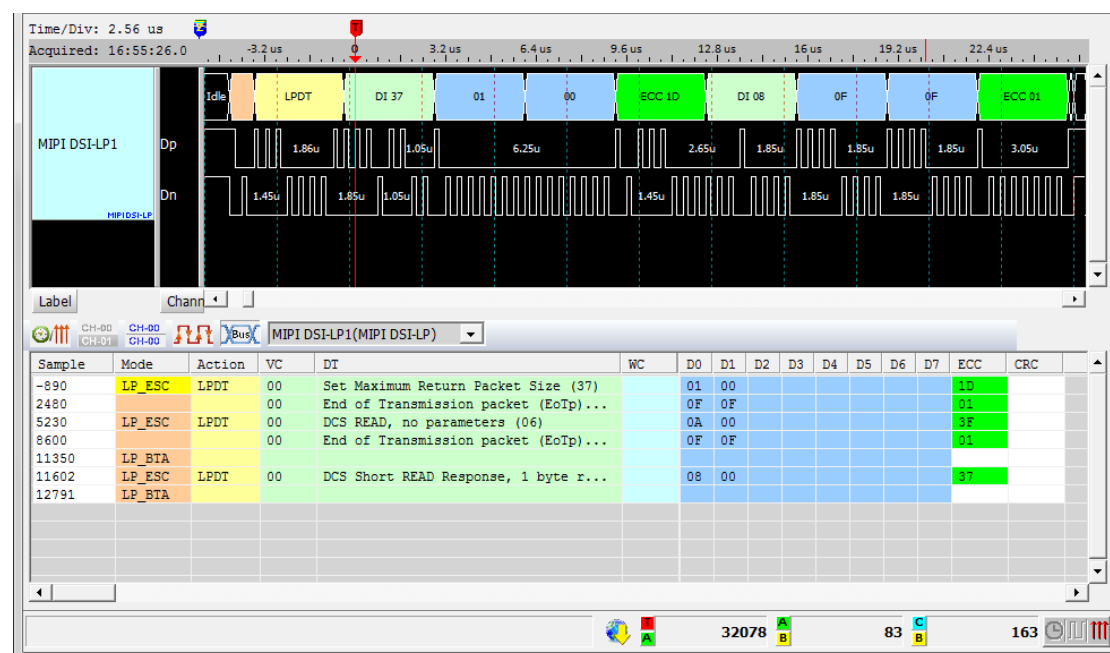 Time/Div: 2.56 us
Acquired: 16:55:26.0 -3.2 us 0 3.2 us 6.4 us 9.6 us 12.8 us 16 us 19.2 us 22.4 us
Idle LPDT DI 37 01 00 ECC 1D DI 08 0F 0F ECC 01
MIPI DSI-LP1 Dp 1.86u 1.05u 6.25u 2.65u 1.85u 1.85u 1.85u 3.05u
Dn 1.45u 1.85u 1.05u 1.45u 1.85u 1.85u
MIPI DSI-LP
Label Chann
CH-00 CH-01 CH-00 CH-00 Bus MIPI DSI-LP1(MIPI DSI-LP)
Sample Mode Action VC DT WC D0 D1 D2 D3 D4 D5 D6 D7 ECC CRC
-890 LP_ESC LPDT 00 Set Maximum Return Packet Size (37) 01 00 1D
2480 00 End of Transmission packet (EoTp)... 0F 0F 01
5230 LP_ESC LPDT 00 DCS READ, no parameters (06) 0A 00 3F
8600 00 End of Transmission packet (EoTp)... 0F 0F 01
11350 LP_BTA
11602 LP_ESC LPDT 00 DCS Short READ Response, 1 byte r... 08 00 37
12791 LP_BTA
T A 32078 A B 83 C B 163